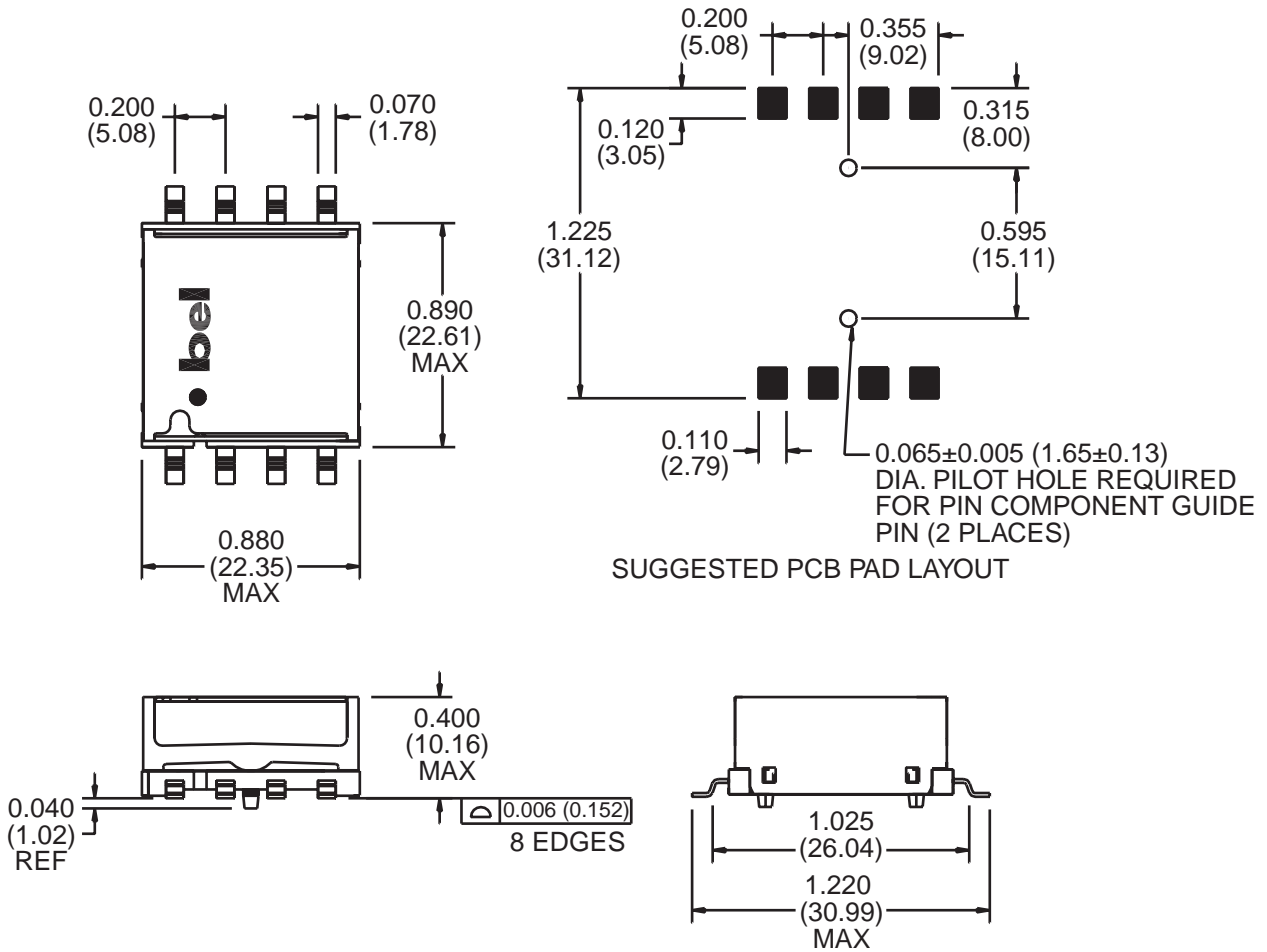 0.200
(5.08)
0.070
(1.78)
bel
0.890
(22.61)
MAX
0.880
(22.35)
MAX
0.200
(5.08)
0.355
(9.02)
0.120
(3.05)
0.315
(8.00)
1.225
(31.12)
0.595
(15.11)
0.110
(2.79)
0.065±0.005 (1.65±0.13)
DIA. PILOT HOLE REQUIRED
FOR PIN COMPONENT GUIDE
PIN (2 PLACES)
SUGGESTED PCB PAD LAYOUT
0.400
(10.16)
MAX
0.040
(1.02)
REF
0.006 (0.152)
8 EDGES
1.025
(26.04)
1.220
(30.99)
MAX